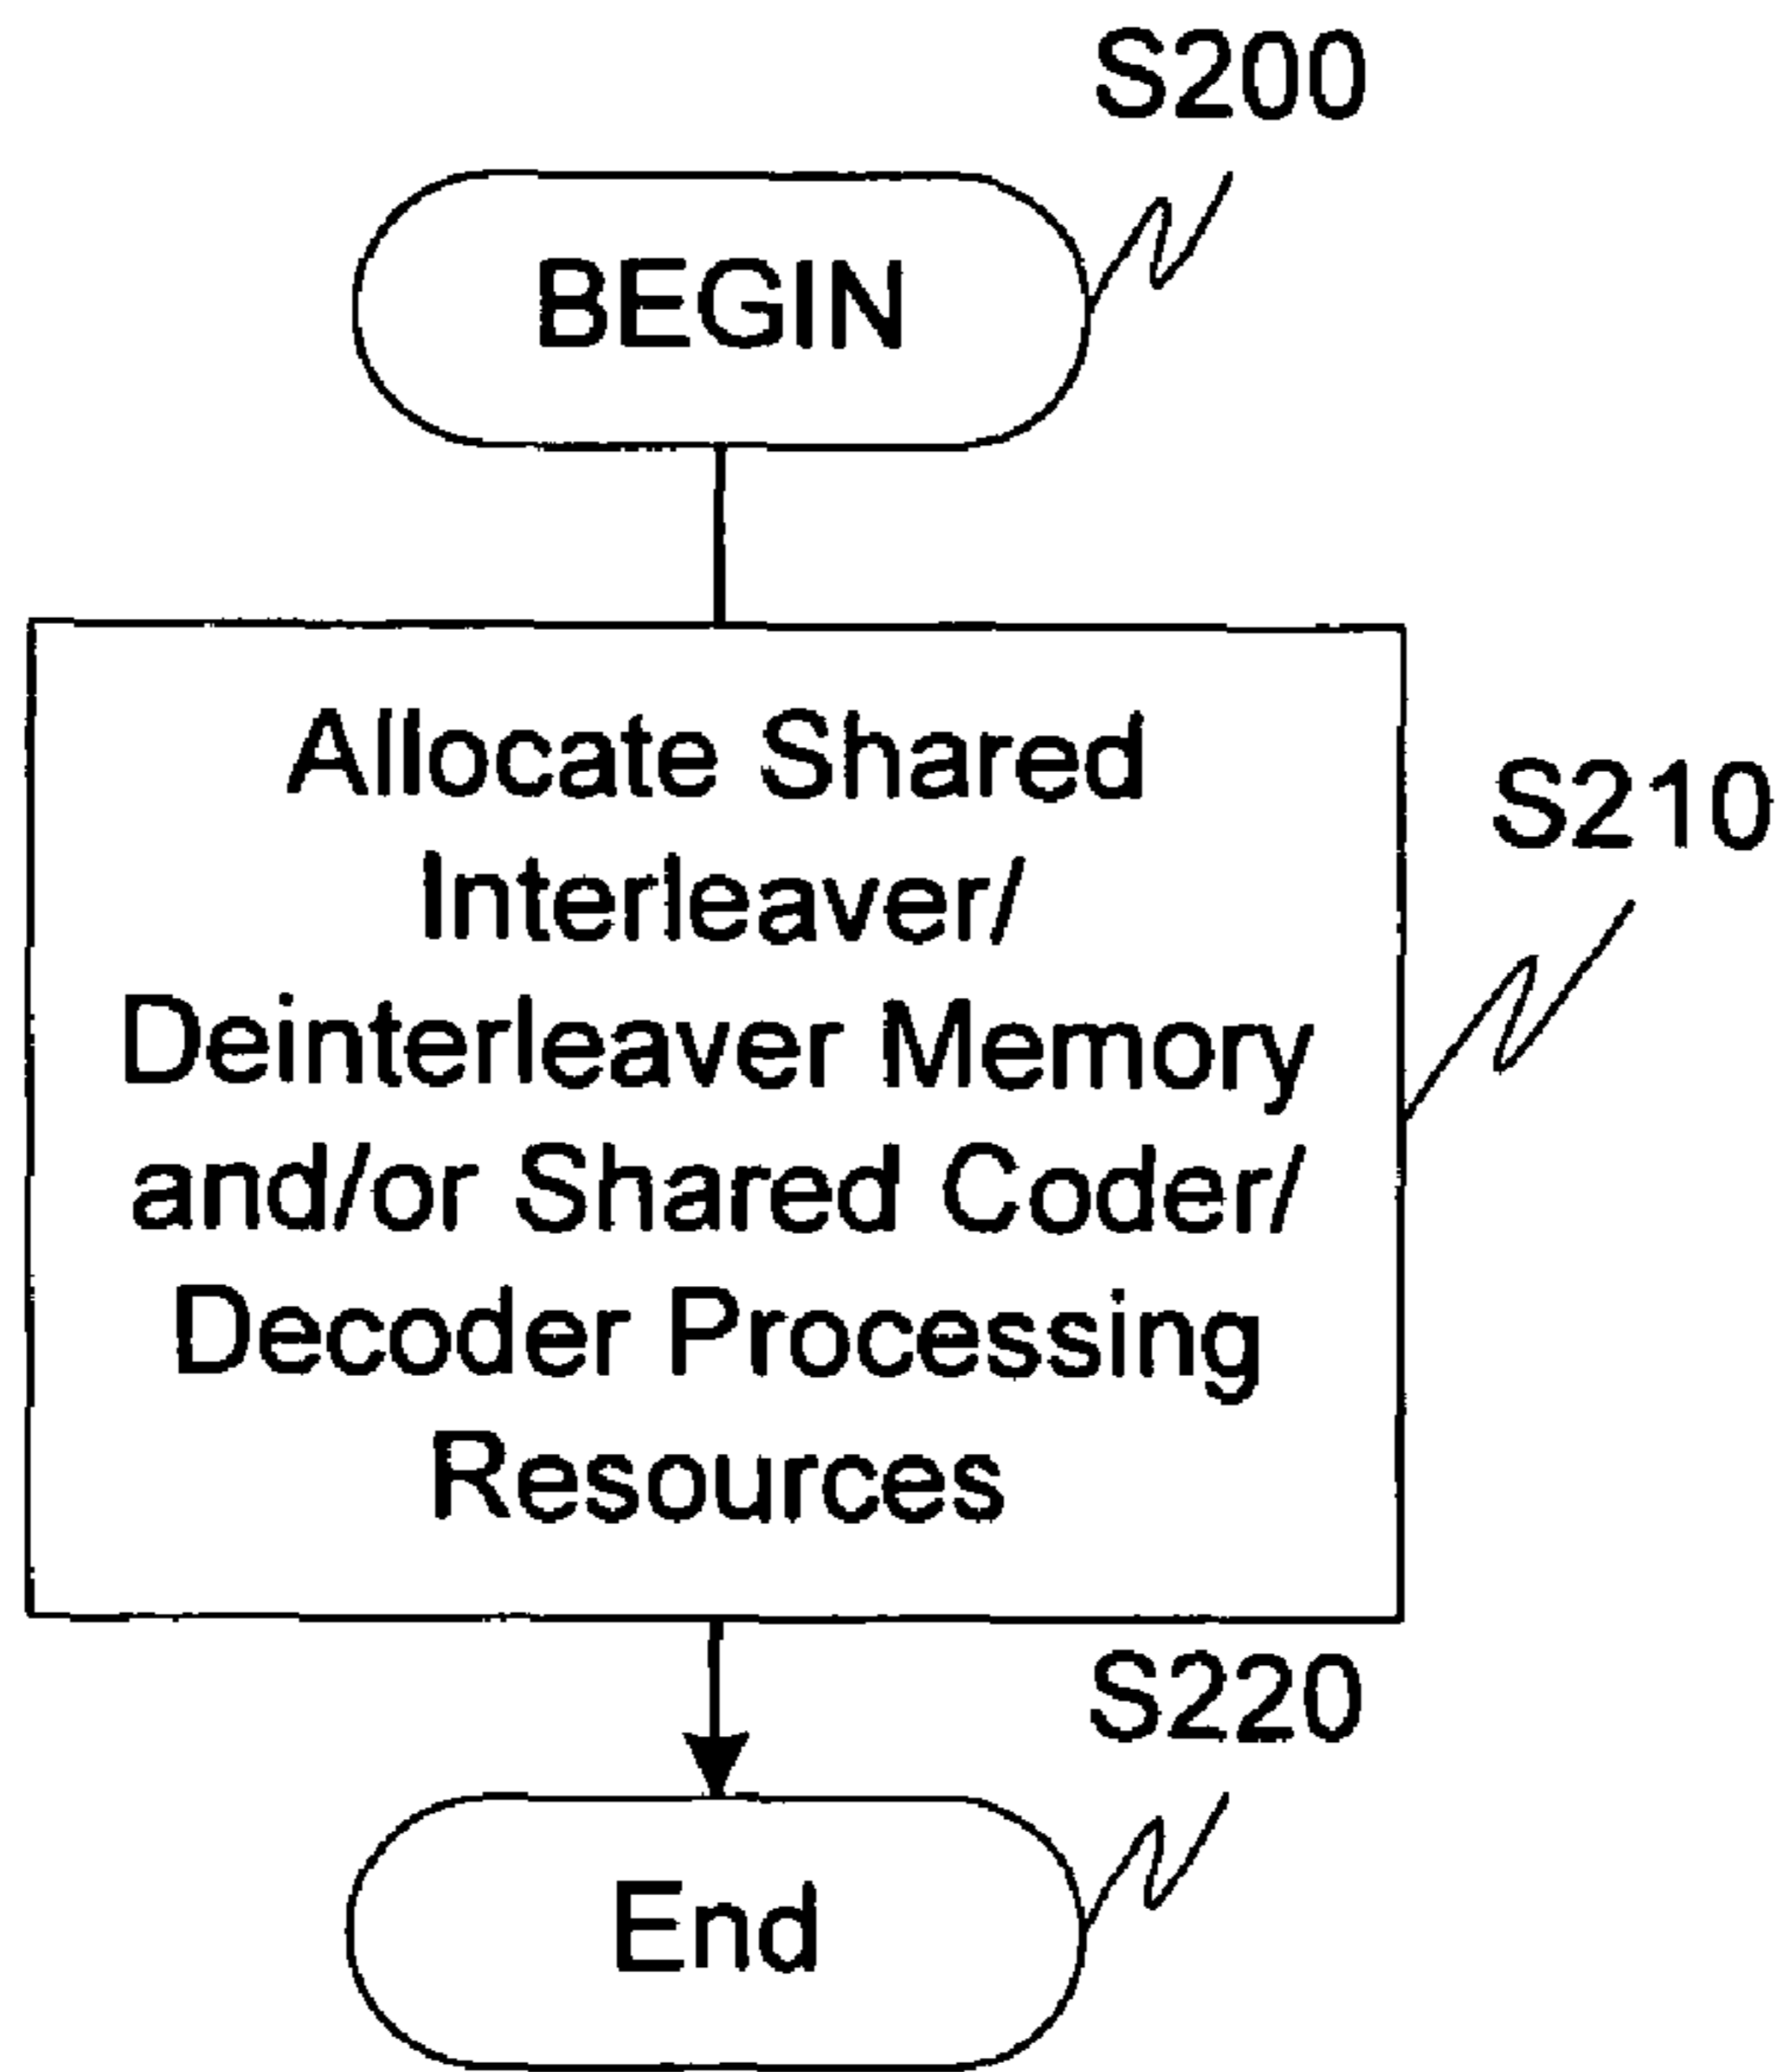 S200
BEGIN
Allocate Shared
Interleaver/
Deinterleaver Memory
and/or Shared Coder/
Decoder Processing
Resources
S210
S220
End